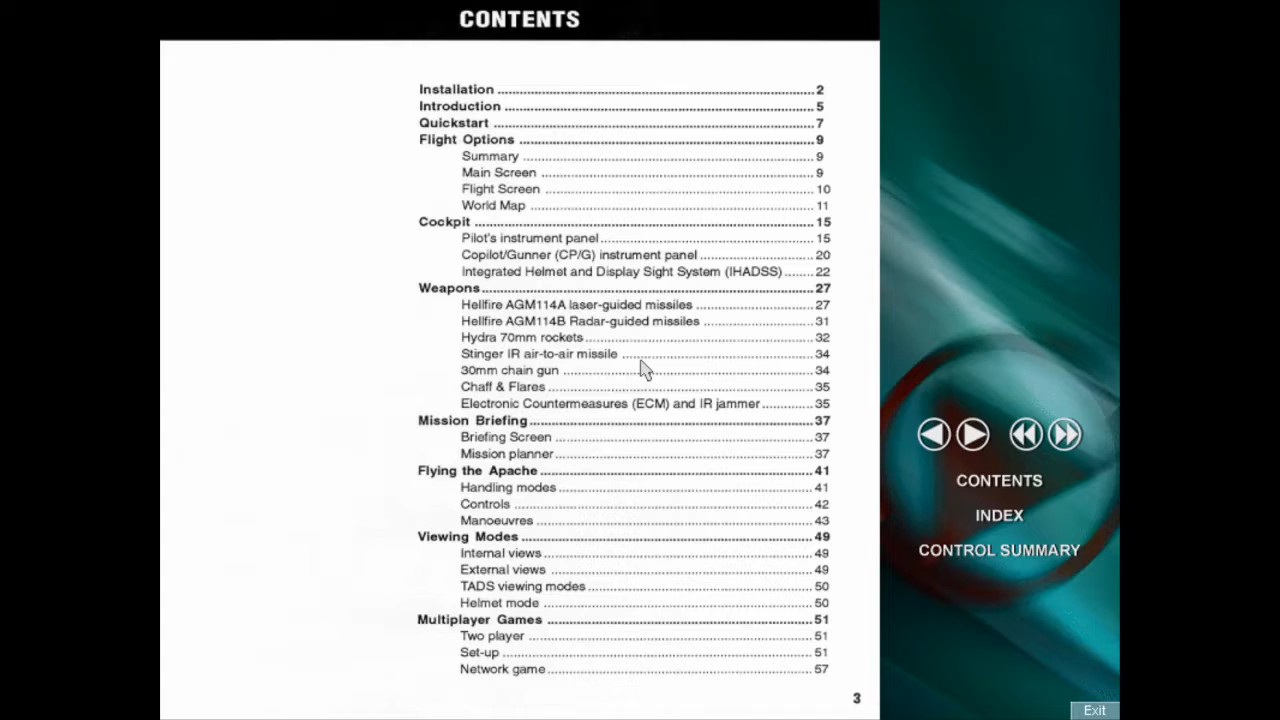 CONTENTS
Installation ........ 2
Introduction ........ 5
Quickstart ........ 7
Flight Options ........ 9
Summary ........ 9
Main Screen ........ 9
Flight Screen ........ 10
World Map ........ 11
Cockpit ........ 15
Pilot's instrument panel ........ 15
Copilot/Gunner (CP/G) instrument panel ........ 20
Integrated Helmet and Display Sight System (IHADSS) ........ 22
Weapons ........ 27
Hellfire AGM114A laser-guided missiles ........ 27
Hellfire AGM114B Radar-guided missiles ........ 31
Hydra 70mm rockets ........ 32
Stinger IR air-to-air missile ........ 34
30mm chain gun ........ 34
Chaff & Flares ........ 35
Electronic Countermeasures (ECM) and IR jammer ........ 35
Mission Briefing ........ 37
Briefing Screen ........ 37
Mission planner ........ 37
Flying the Apache ........ 41
Handling modes ........ 41
Controls ........ 42
Manoeuvres ........ 43
Viewing Modes ........ 49
Internal views ........ 49
External views ........ 49
TADS viewing modes ........ 50
Helmet mode ........ 50
Multiplayer Games ........ 51
Two player ........ 51
Set-up ........ 51
Network game ........ 57
3
CONTENTS
INDEX
CONTROL SUMMARY
Exit